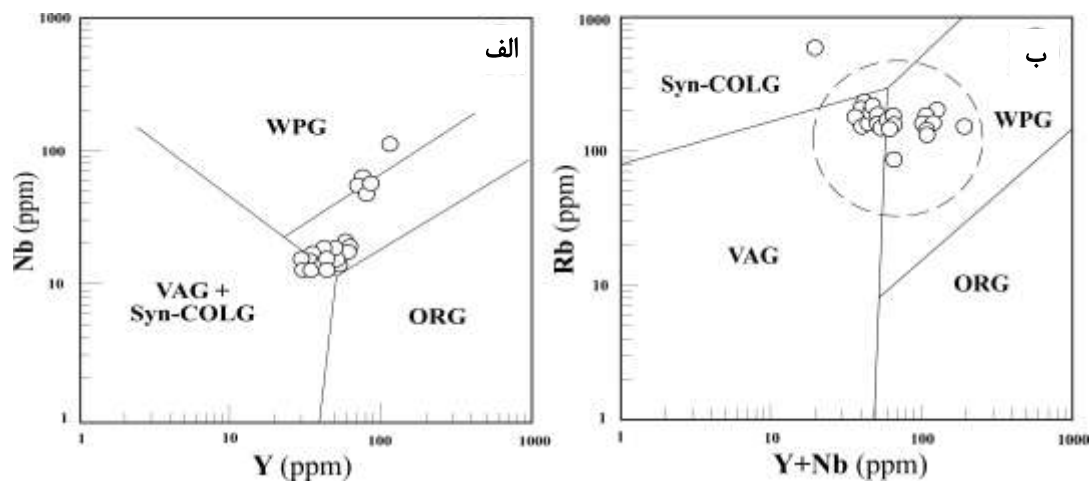 1000
100
10
1
Nb (ppm)
الف
WPG
VAG +
Syn-COLG
ORG
1
10
100
1000
Y (ppm)
1000
100
10
1
Rb (ppm)
ب
Syn-COLG
WPG
VAG
ORG
1
10
100
1000
Y+Nb (ppm)